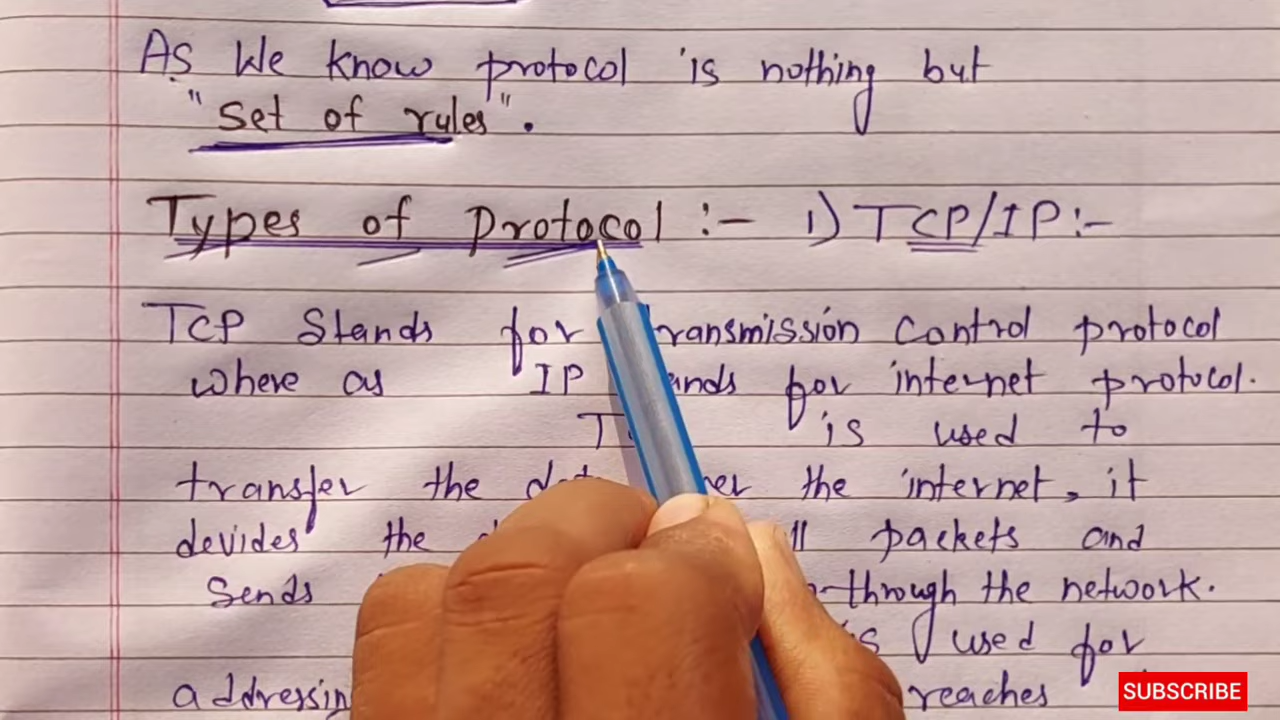 As We know protocol is nothing but
"Set of rules".
Types of Protocol :- 1) TCP/IP:-
TCP Stands for transmission control protocol
where as IP stands for internet protocol.
is used to
transfer the the internet, it
devides the packets and
Sends through the network.
used for
reaches
SUBSCRIBE